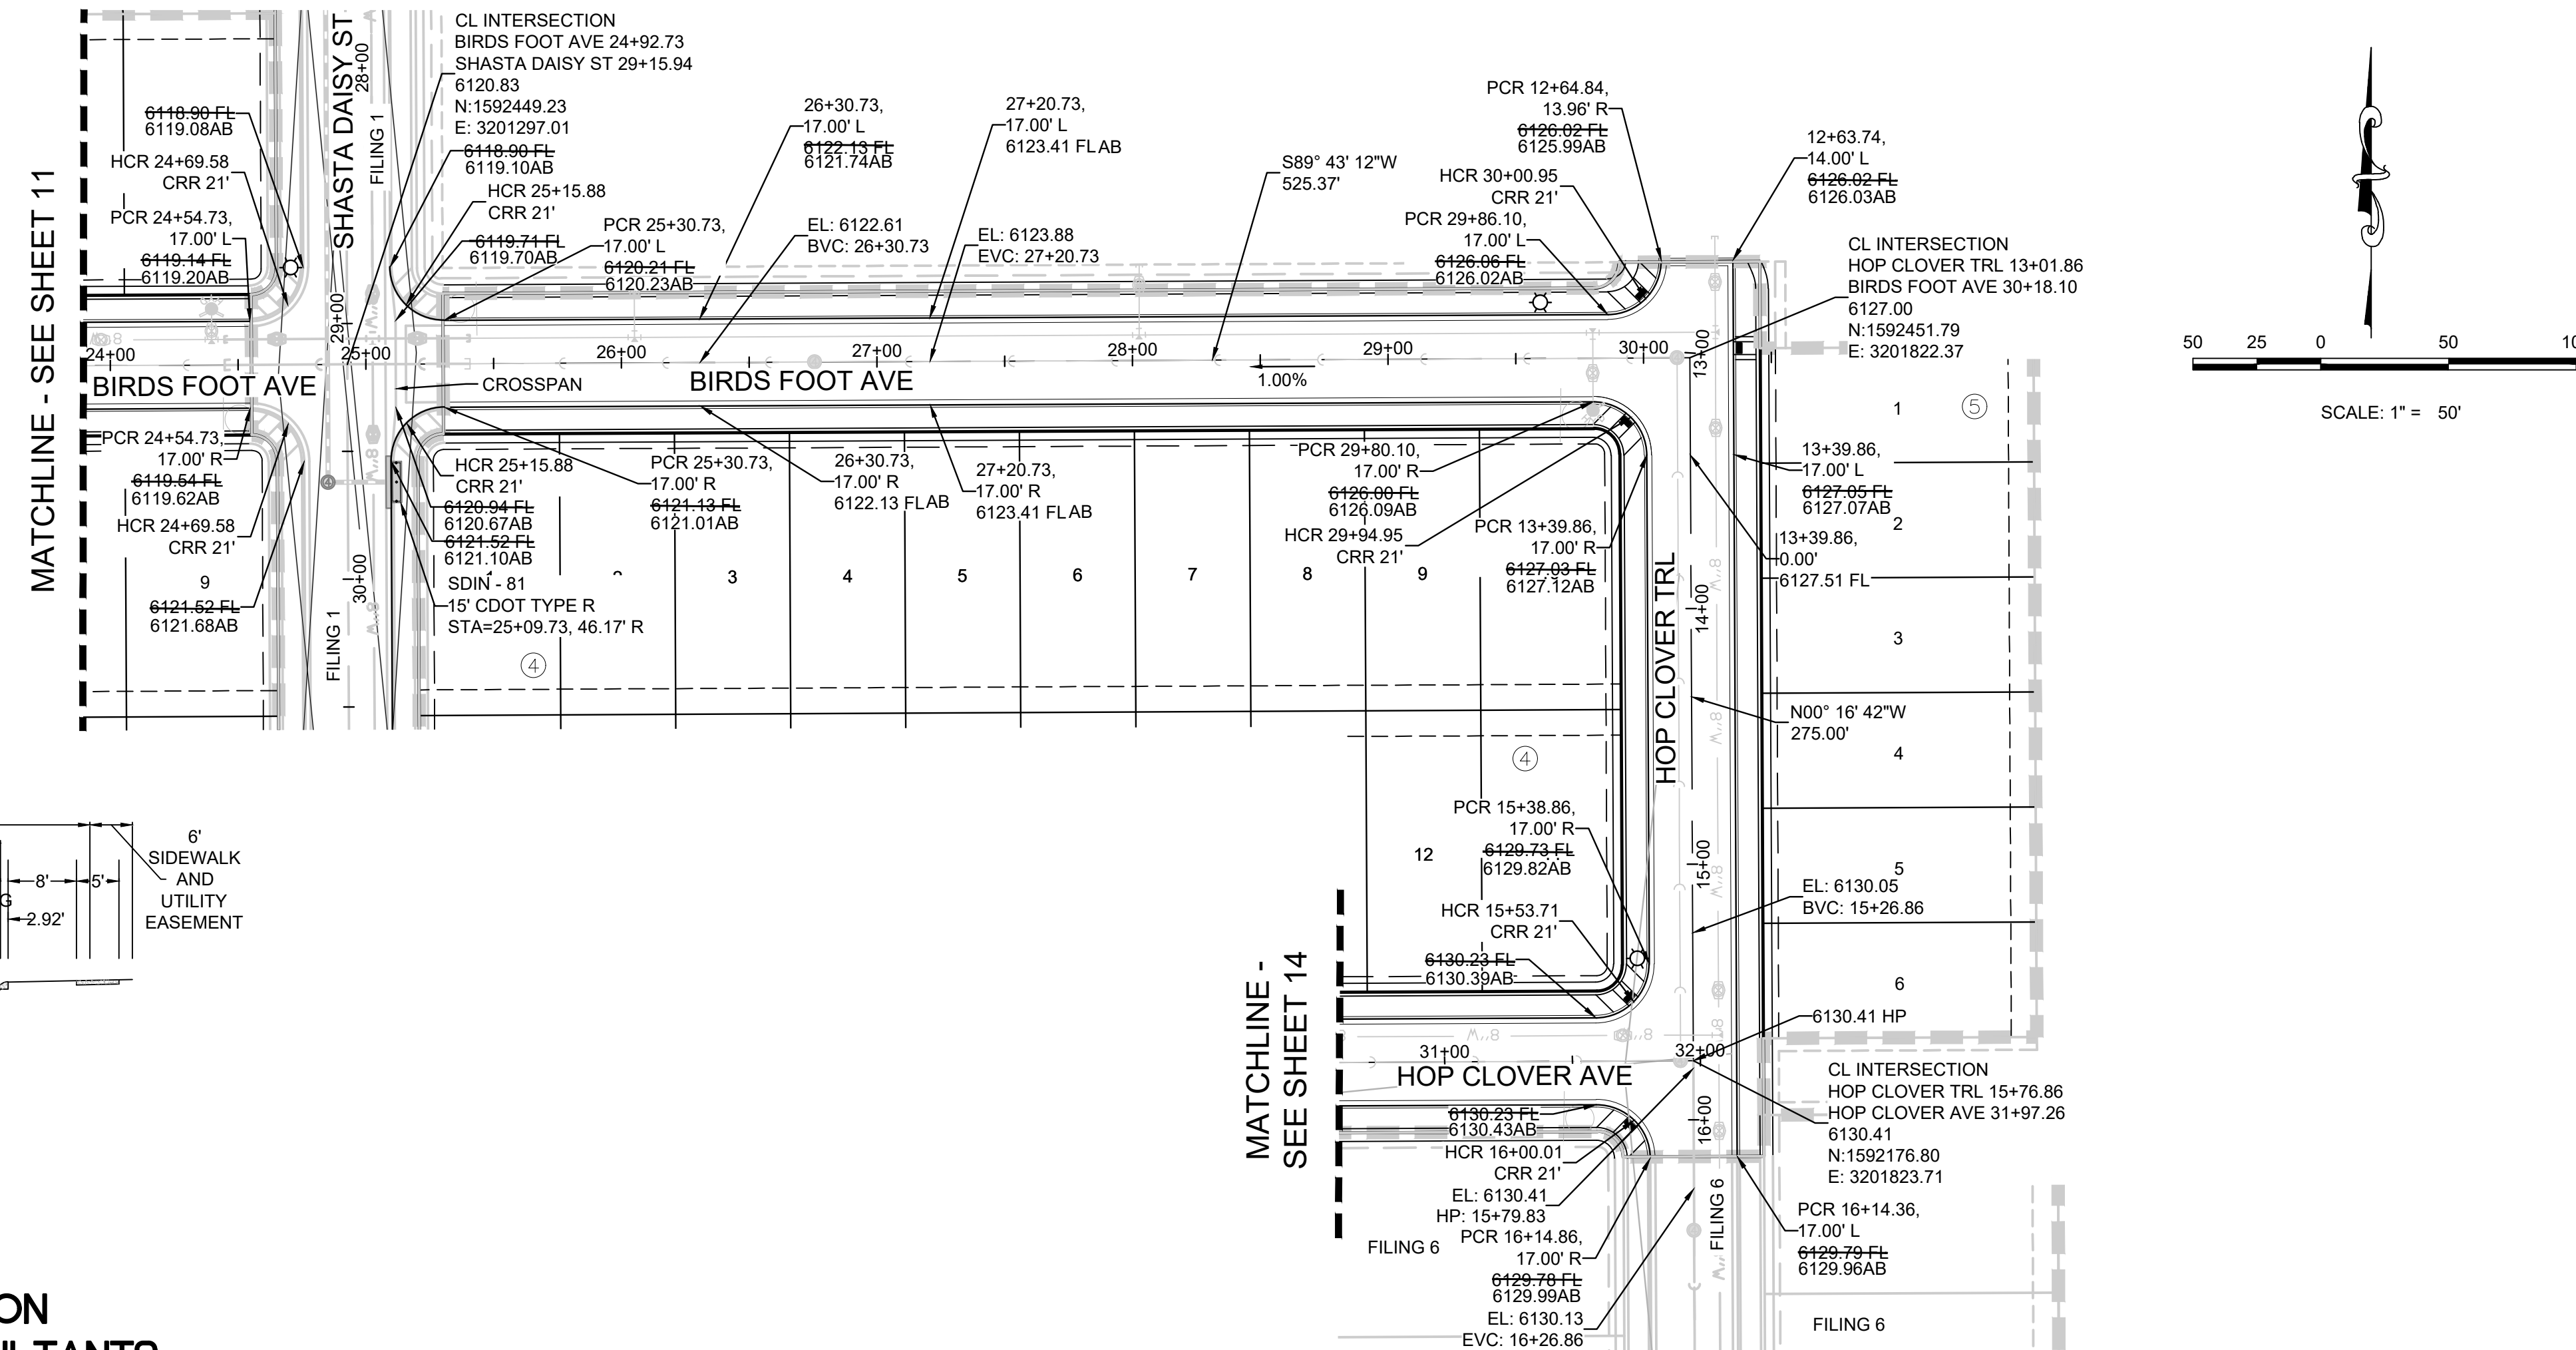 MATCHLINE - SEE SHEET 11
6118.90 FL
6119.08AB
HCR 24+69.58
CRR 21'
PCR 24+54.73,
17.00' L
6119.14 FL
6119.20AB
24+00
BIRDS FOOT AVE
PCR 24+54.73,
17.00' R
6119.54 FL
6119.62AB
HCR 24+69.58
CRR 21'
9
6121.52 FL
6121.68AB
SHASTA DAISY ST
28+00
FILING 1
29+00
25+00
30+00
FILING 1
8"W
CL INTERSECTION
BIRDS FOOT AVE 24+92.73
SHASTA DAISY ST 29+15.94
6120.83
N:1592449.23
E: 3201297.01
6118.90 FL
6119.10AB
HCR 25+15.88
CRR 21'
6119.71 FL
6119.70AB
PCR 25+30.73,
17.00' L
6120.21 FL
6120.23AB
26+30.73,
17.00' L
6122.13 FL
6121.74AB
EL: 6122.61
BVC: 26+30.73
27+20.73,
17.00' L
6123.41 FLAB
EL: 6123.88
EVC: 27+20.73
S89° 43' 12"W
525.37'
PCR 12+64.84,
13.96' R
6126.02 FL
6125.99AB
HCR 30+00.95
CRR 21'
PCR 29+86.10,
17.00' L
6126.06 FL
6126.02AB
12+63.74,
14.00' L
6126.02 FL
6126.03AB
CL INTERSECTION
HOP CLOVER TRL 13+01.86
BIRDS FOOT AVE 30+18.10
6127.00
N:1592451.79
E: 3201822.37
26+00
27+00
28+00
29+00
30+00
13+00
CROSSPAN
BIRDS FOOT AVE
1.00%
50
25
0
50
10
SCALE: 1" = 50'
HCR 25+15.88
CRR 21'
6120.94 FL
6120.67AB
6121.52 FL
6121.10AB
SDIN - 81
15' CDOT TYPE R
STA=25+09.73, 46.17' R
PCR 25+30.73,
17.00' R
6121.13 FL
6121.01AB
26+30.73,
17.00' R
6122.13 FLAB
27+20.73,
17.00' R
6123.41 FLAB
PCR 29+80.10,
17.00' R
6126.00 FL
6126.09AB
HCR 29+94.95
CRR 21'
PCR 13+39.86,
17.00' R
6127.03 FL
6127.12AB
3
4
5
6
7
8
9
4
HOP CLOVER TRL
14+00
8"W
1
5
13+39.86,
17.00' L
6127.05 FL
6127.07AB
2
13+39.86,
0.00'
6127.51 FL
3
N00° 16' 42"W
275.00'
4
4
PCR 15+38.86,
17.00' R
6129.73 FL
6129.82AB
12
HCR 15+53.71
CRR 21'
6130.23 FL
6130.39AB
15+00
8"W
5
EL: 6130.05
BVC: 15+26.86
6
6130.41 HP
6'
SIDEWALK
AND
UTILITY
EASEMENT
8'
5'
G
2.92'
MATCHLINE -
SEE SHEET 14
8"W
31+00
32+00
HOP CLOVER AVE
16+00
6130.23 FL
6130.43AB
HCR 16+00.01
CRR 21'
EL: 6130.41
HP: 15+79.83
PCR 16+14.86,
17.00' R
6129.78 FL
6129.99AB
EL: 6130.13
EVC: 16+26.86
FILING 6
FILING 6
CL INTERSECTION
HOP CLOVER TRL 15+76.86
HOP CLOVER AVE 31+97.26
6130.41
N:1592176.80
E: 3201823.71
PCR 16+14.36,
17.00' L
6129.79 FL
6129.96AB
FILING 6
ON